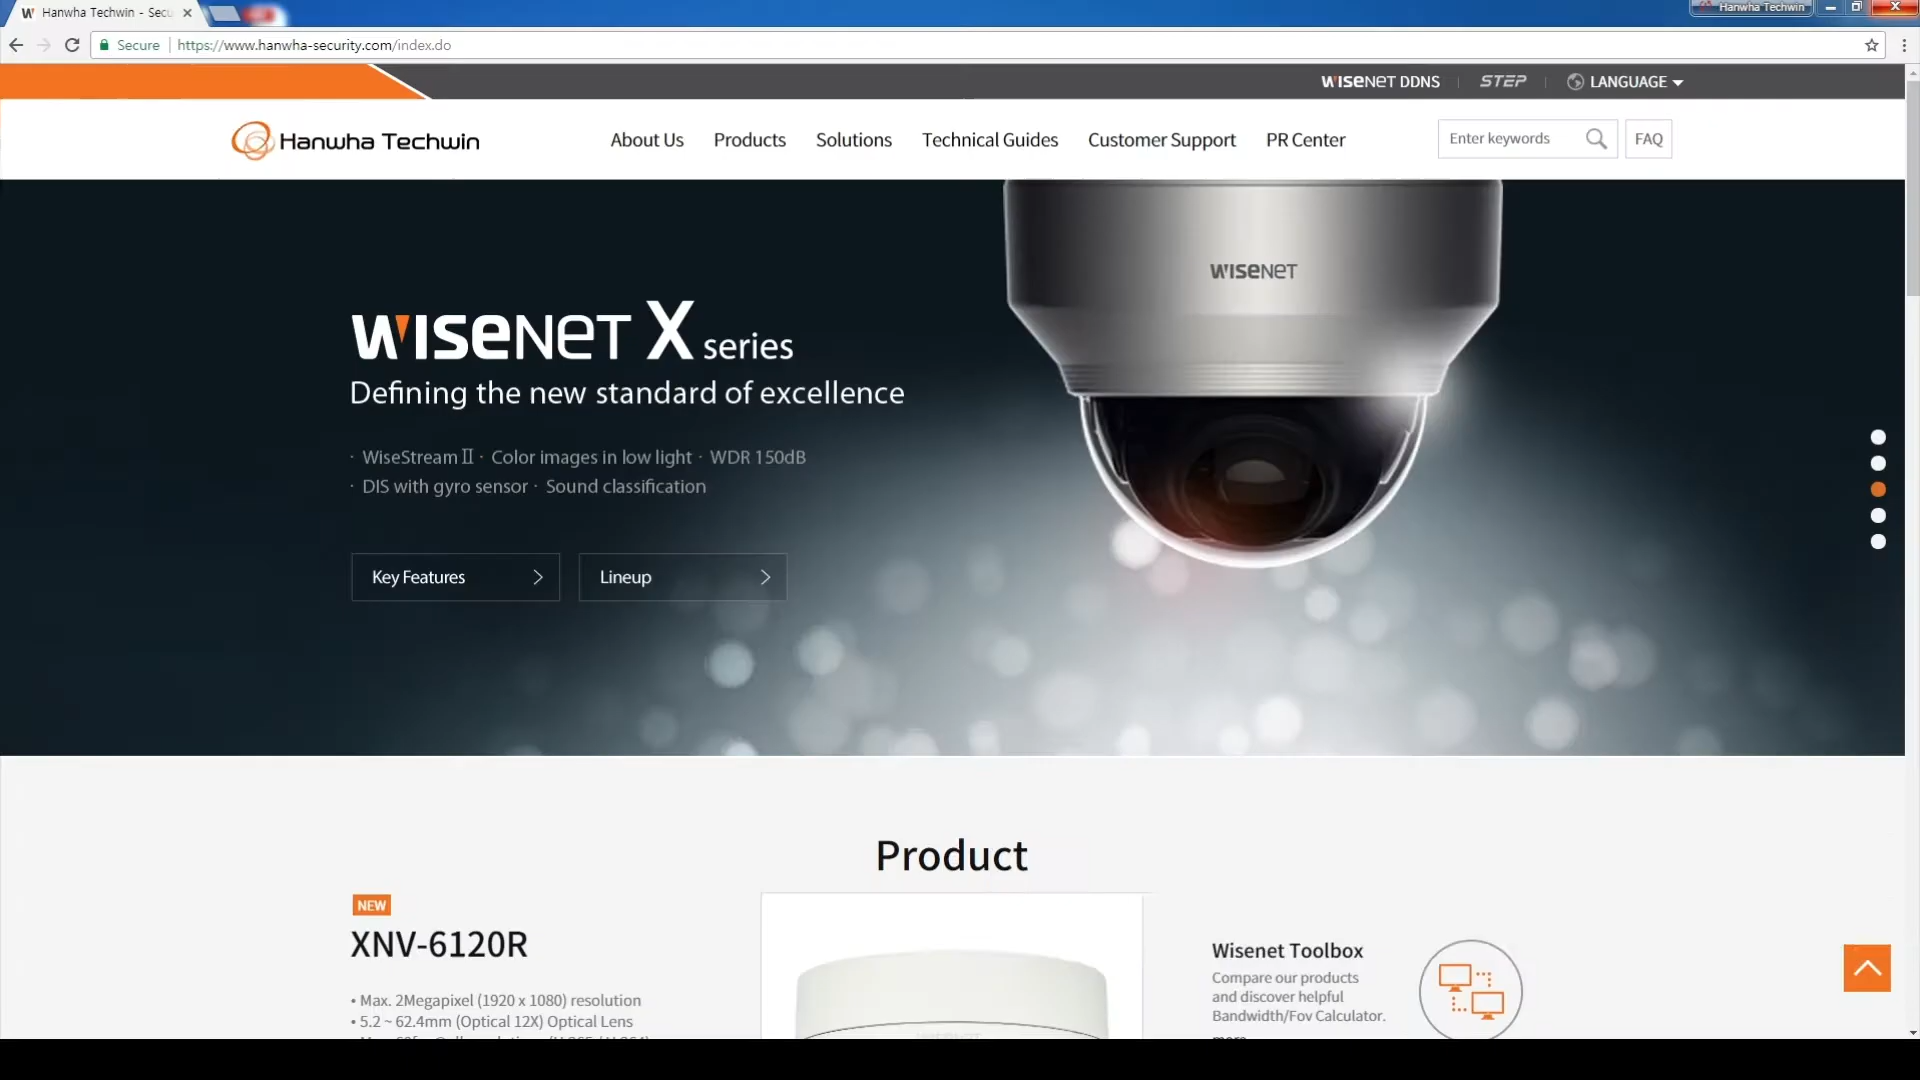 Hanwha Techwin - Secu
Hanwha Techwin
Secure
https://www.hanwha-security.com/index.do
WISENET DDNS
STEP
LANGUAGE
Hanwha Techwin
About Us
Products
Solutions
Technical Guides
Customer Support
PR Center
Enter keywords
FAQ
WISENET
WISENET X series
Defining the new standard of excellence
· WiseStreamⅡ · Color images in low light · WDR 150dB
· DIS with gyro sensor · Sound classification
Key Features
Lineup
Product
NEW
XNV-6120R
• Max. 2Megapixel (1920 x 1080) resolution
• 5.2 ~ 62.4mm (Optical 12X) Optical Lens
Wisenet Toolbox
Compare our products
and discover helpful
Bandwidth/Fov Calculator.